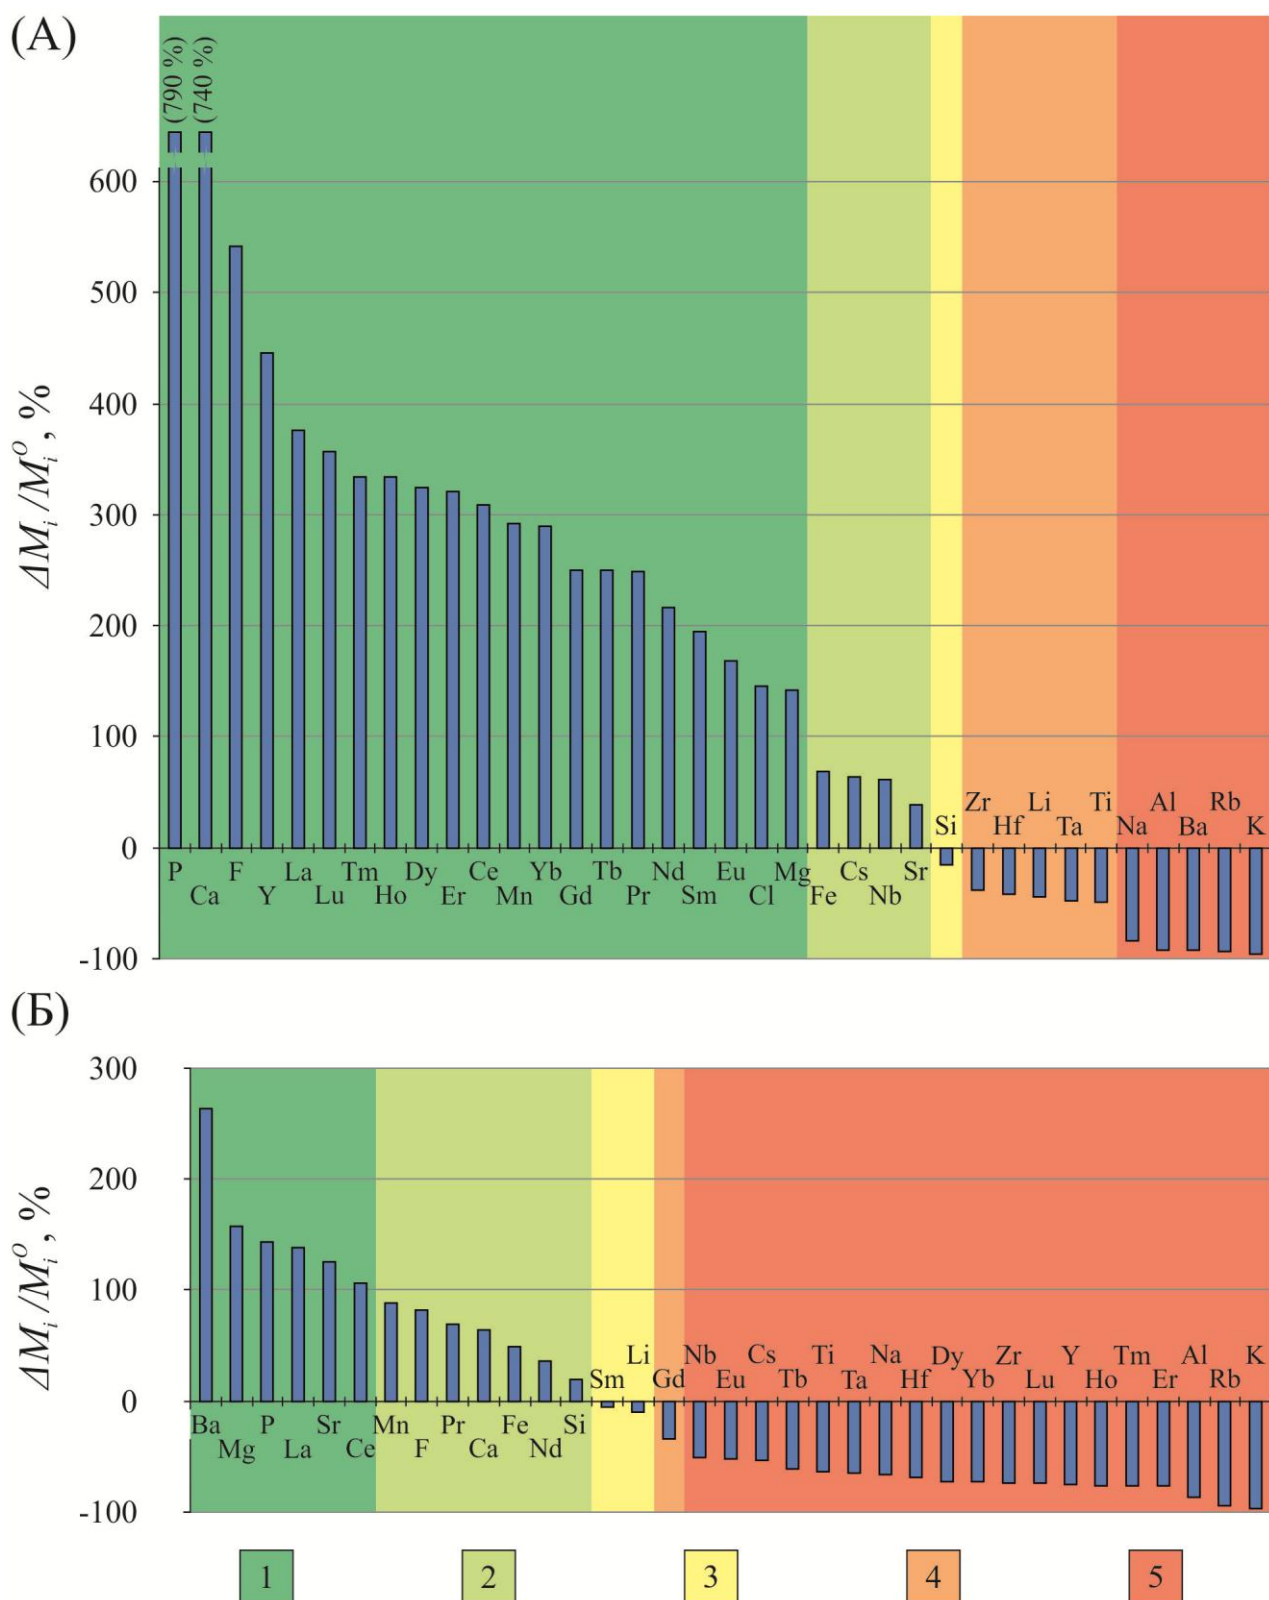 (А)
(790 %)
(740 %)
600
500
400
300
200
100
0
-100
ΔMᵢ/Mᵢᴼ, %
Zr Li Ti Al Rb
Si Hf Ta Na Ba K
P F La Tm Dy Ce Yb Tb Nd Eu Mg Cs Sr
Ca Y Lu Ho Er Mn Gd Pr Sm Cl Fe Nb
(Б)
300
200
100
0
-100
ΔMᵢ/Mᵢᴼ, %
Li Nb Cs Ti Na Dy Zr Y Tm Al K
Sm Gd Eu Tb Ta Hf Yb Lu Ho Er Rb
Ba P Sr Mn Pr Fe Si
Mg La Ce F Ca Nd
1 2 3 4 5